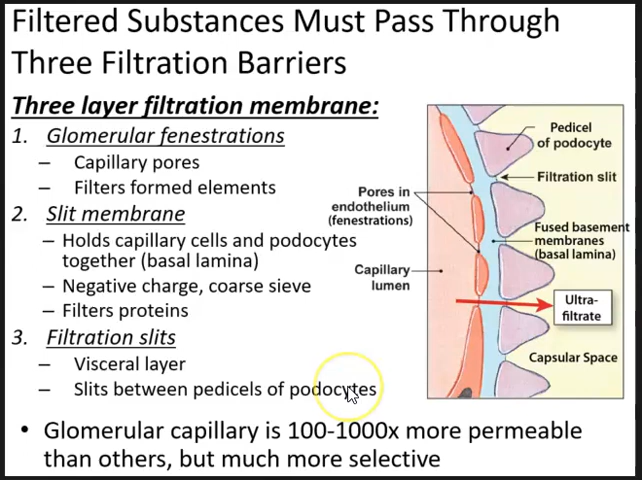 Filtered Substances Must Pass Through
Three Filtration Barriers
Three layer filtration membrane:
1. Glomerular fenestrations
– Capillary pores
– Filters formed elements
2. Slit membrane
– Holds capillary cells and podocytes
together (basal lamina)
– Negative charge, coarse sieve
– Filters proteins
3. Filtration slits
– Visceral layer
– Slits between pedicels of podocytes
• Glomerular capillary is 100-1000x more permeable
than others, but much more selective
Pedicel
of podocyte
Filtration slit
Pores in
endothelium
(fenestrations)
Fused basement
membranes
(basal lamina)
Capillary
lumen
Ultra-
filtrate
Capsular Space